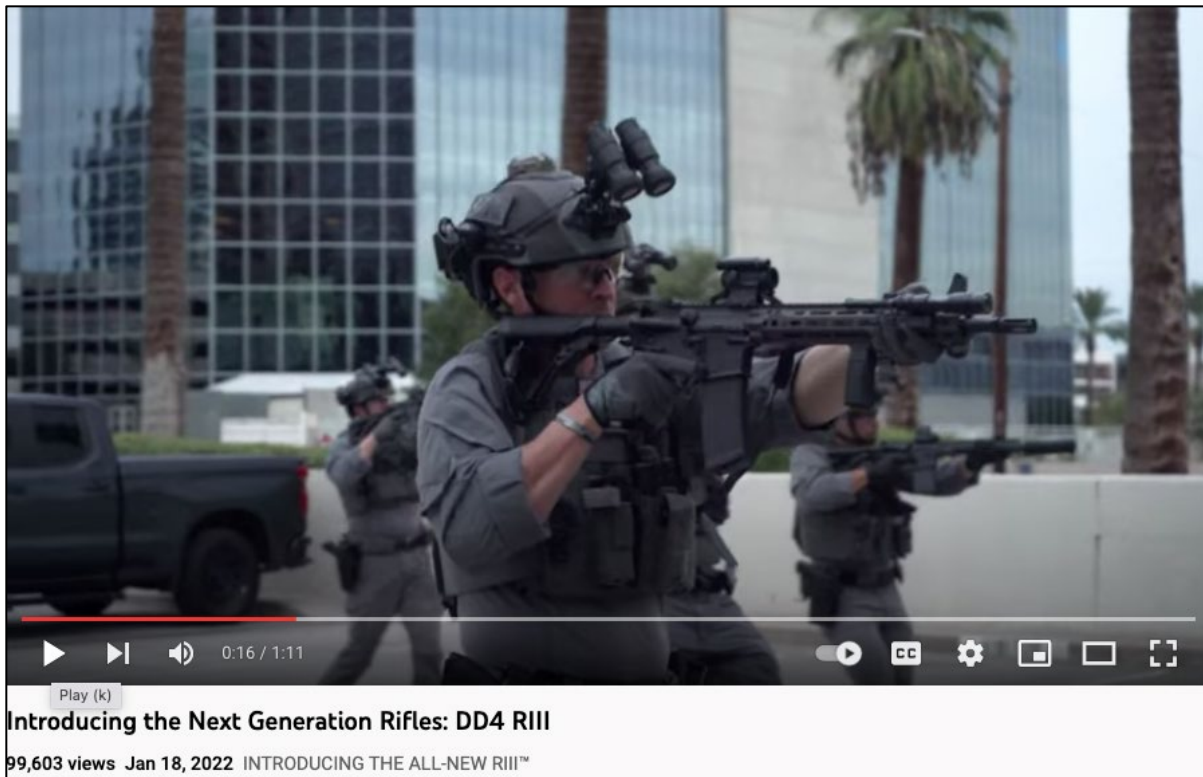 0:16 / 1:11
CC
Play (k)
Introducing the Next Generation Rifles: DD4 RIII
99,603 views Jan 18, 2022 INTRODUCING THE ALL-NEW RIII™